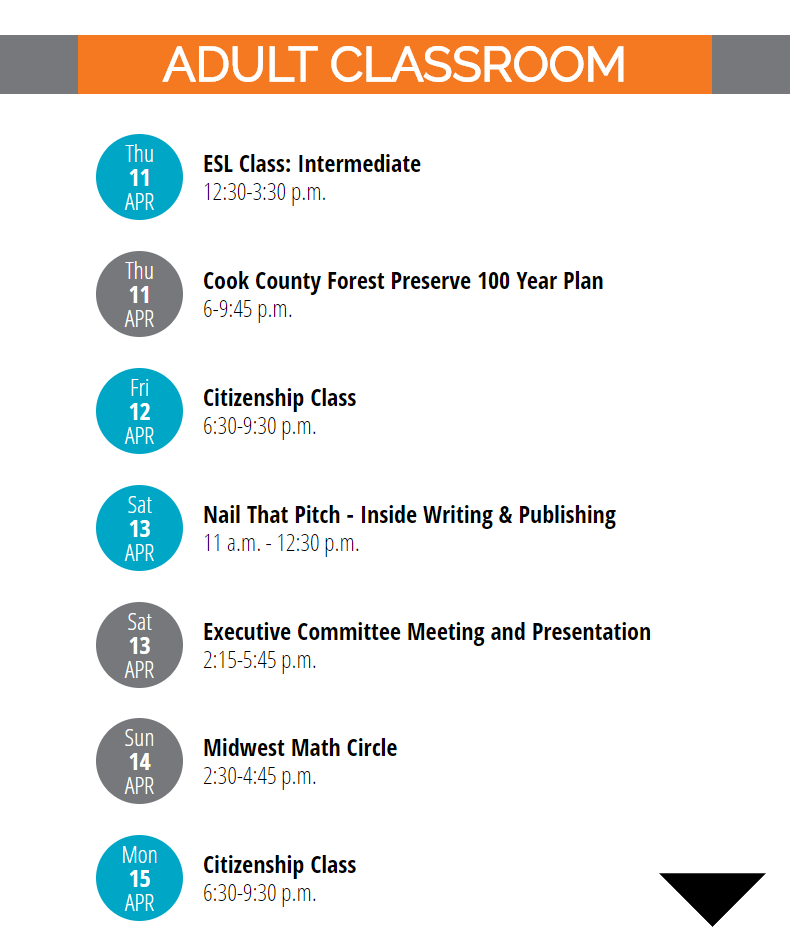 ADULT CLASSROOM
Thu
11
APR
ESL Class: Intermediate
12:30-3:30 p.m.
Thu
11
APR
Cook County Forest Preserve 100 Year Plan
6-9:45 p.m.
Fri
12
APR
Citizenship Class
6:30-9:30 p.m.
Sat
13
APR
Nail That Pitch - Inside Writing & Publishing
11 a.m. - 12:30 p.m.
Sat
13
APR
Executive Committee Meeting and Presentation
2:15-5:45 p.m.
Sun
14
APR
Midwest Math Circle
2:30-4:45 p.m.
Mon
15
APR
Citizenship Class
6:30-9:30 p.m.